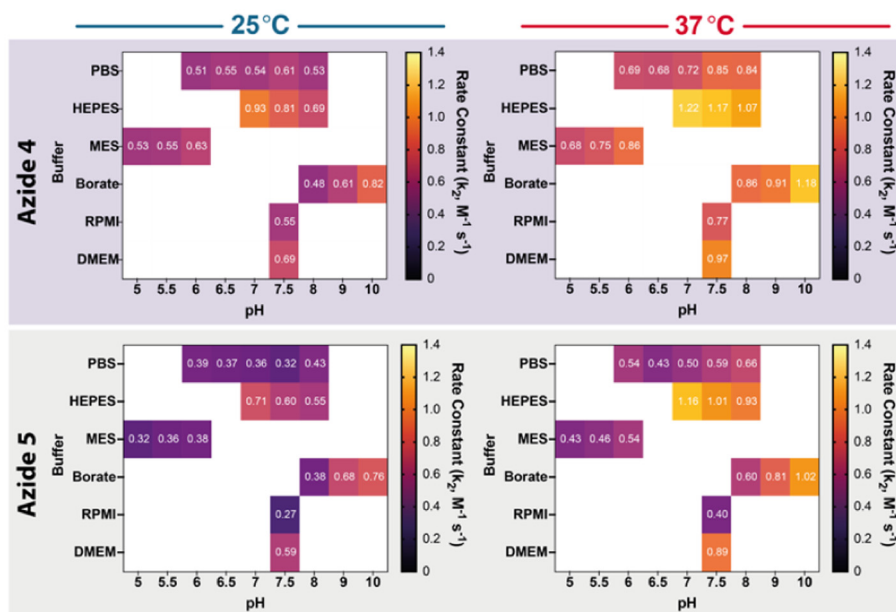 25°C
37°C
Azide 4
Buffer
PBS
0.51 0.55 0.54 0.61 0.53
HEPES
0.93 0.81 0.69
MES
0.53 0.55 0.63
Borate
0.48 0.61 0.82
RPMI
0.55
DMEM
0.69
5 5.5 6 6.5 7 7.5 8 9 10
pH
1.4
1.2
1.0
0.8
0.6
0.4
0.2
0
Rate Constant (k2, M-1 s-1)
Buffer
PBS
0.69 0.68 0.72 0.85 0.84
HEPES
1.22 1.17 1.07
MES
0.68 0.75 0.86
Borate
0.86 0.91 1.18
RPMI
0.77
DMEM
0.97
5 5.5 6 6.5 7 7.5 8 9 10
pH
1.4
1.2
1.0
0.8
0.6
0.4
0.2
0
Rate Constant (k2, M-1 s-1)
Azide 5
Buffer
PBS
0.39 0.37 0.36 0.32 0.43
HEPES
0.71 0.60 0.55
MES
0.32 0.36 0.38
Borate
0.38 0.68 0.76
RPMI
0.27
DMEM
0.59
5 5.5 6 6.5 7 7.5 8 9 10
pH
1.4
1.2
1.0
0.8
0.6
0.4
0.2
0
Rate Constant (k2, M-1 s-1)
Buffer
PBS
0.54 0.43 0.50 0.59 0.66
HEPES
1.16 1.01 0.93
MES
0.43 0.46 0.54
Borate
0.60 0.81 1.02
RPMI
0.40
DMEM
0.89
5 5.5 6 6.5 7 7.5 8 9 10
pH
1.4
1.2
1.0
0.8
0.6
0.4
0.2
0
Rate Constant (k2, M-1 s-1)